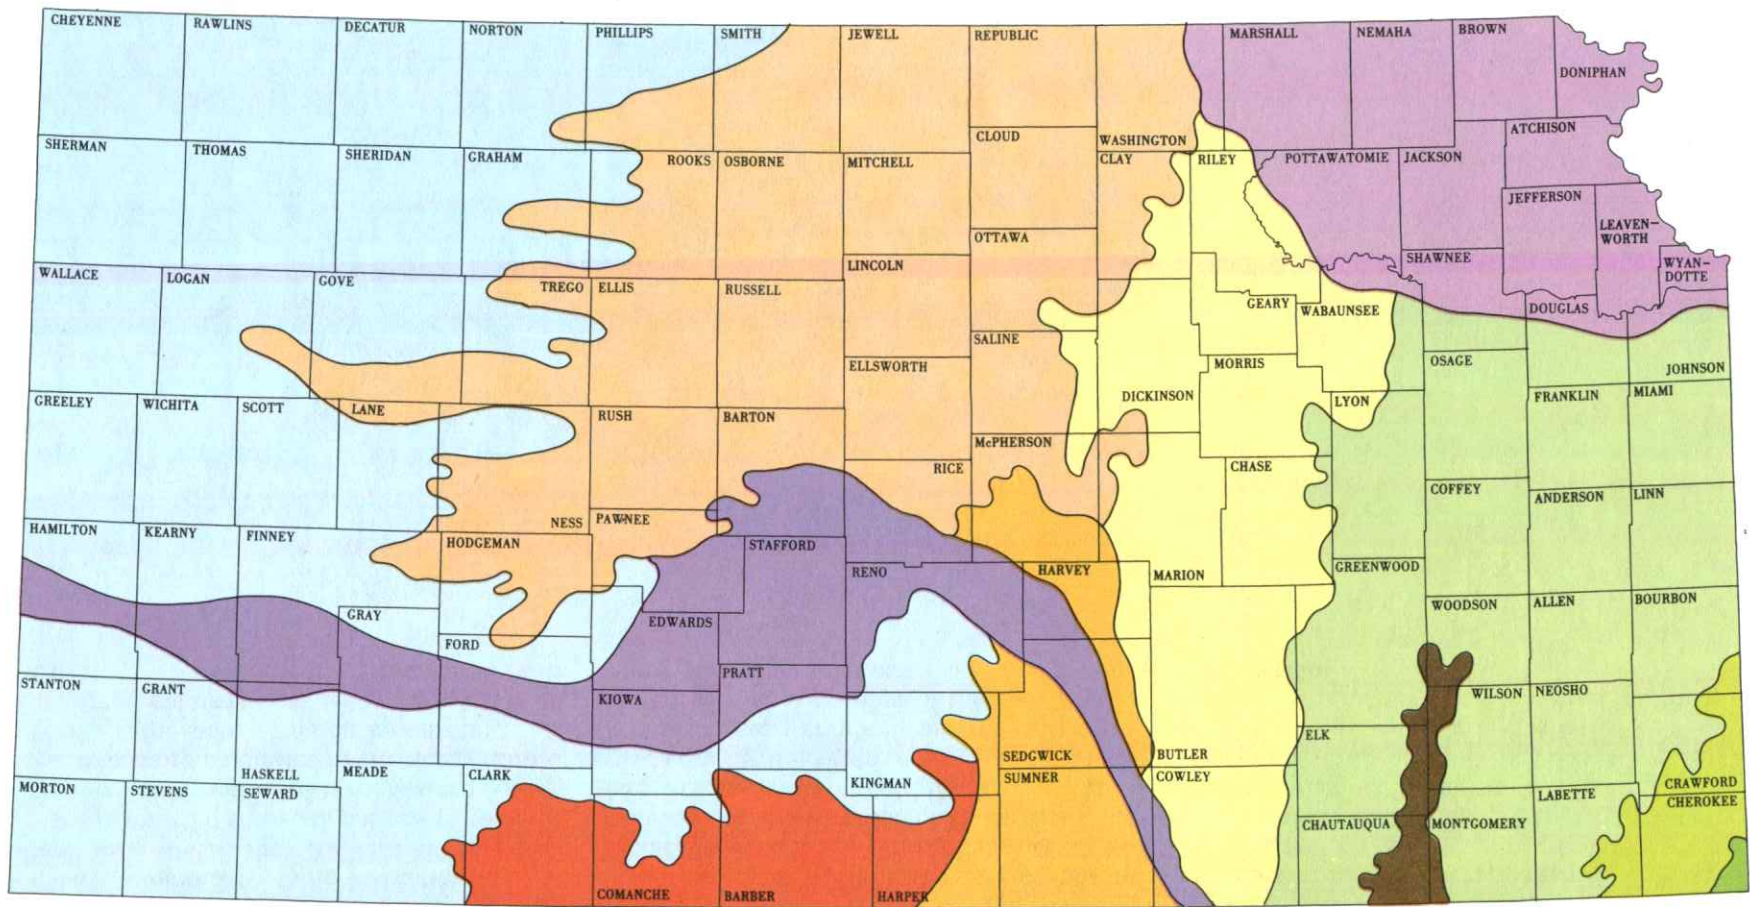 CHEYENNE
RAWLINS
DECATUR
NORTON
PHILLIPS
SMITH
JEWELL
REPUBLIC
MARSHALL
NEMAHA
BROWN
DONIPHAN
WASHINGTON
CLOUD
ATCHISON
SHERMAN
THOMAS
SHERIDAN
GRAHAM
ROOKS
OSBORNE
MITCHELL
CLAY
RILEY
POTTAWATOMIE
JACKSON
JEFFERSON
LEAVEN-
WORTH
OTTAWA
SHAWNEE
WYAN-
DOTTE
WALLACE
LOGAN
GOVE
TREGO
ELLIS
RUSSELL
LINCOLN
GEARY
WABAUNSEE
DOUGLAS
SALINE
ELLSWORTH
MORRIS
OSAGE
JOHNSON
DICKINSON
LYON
FRANKLIN
MIAMI
GREELEY
WICHITA
SCOTT
LANE
RUSH
BARTON
McPHERSON
RICE
CHASE
COFFEY
ANDERSON
LINN
HAMILTON
KEARNY
FINNEY
NESS
PAWNEE
HODGEMAN
STAFFORD
RENO
HARVEY
MARION
GREENWOOD
WOODSON
ALLEN
BOURBON
GRAY
FORD
EDWARDS
PRATT
STANTON
GRANT
KIOWA
WILSON
NEOSHO
ELK
SEDGWICK
BUTLER
HASKELL
MEADE
CLARK
KINGMAN
SUMNER
COWLEY
CRAWFORD
CHEROKEE
MORTON
STEVENS
SEWARD
LABETTE
CHAUTAUQUA
MONTGOMERY
COMANCHE
BARBER
HARPER